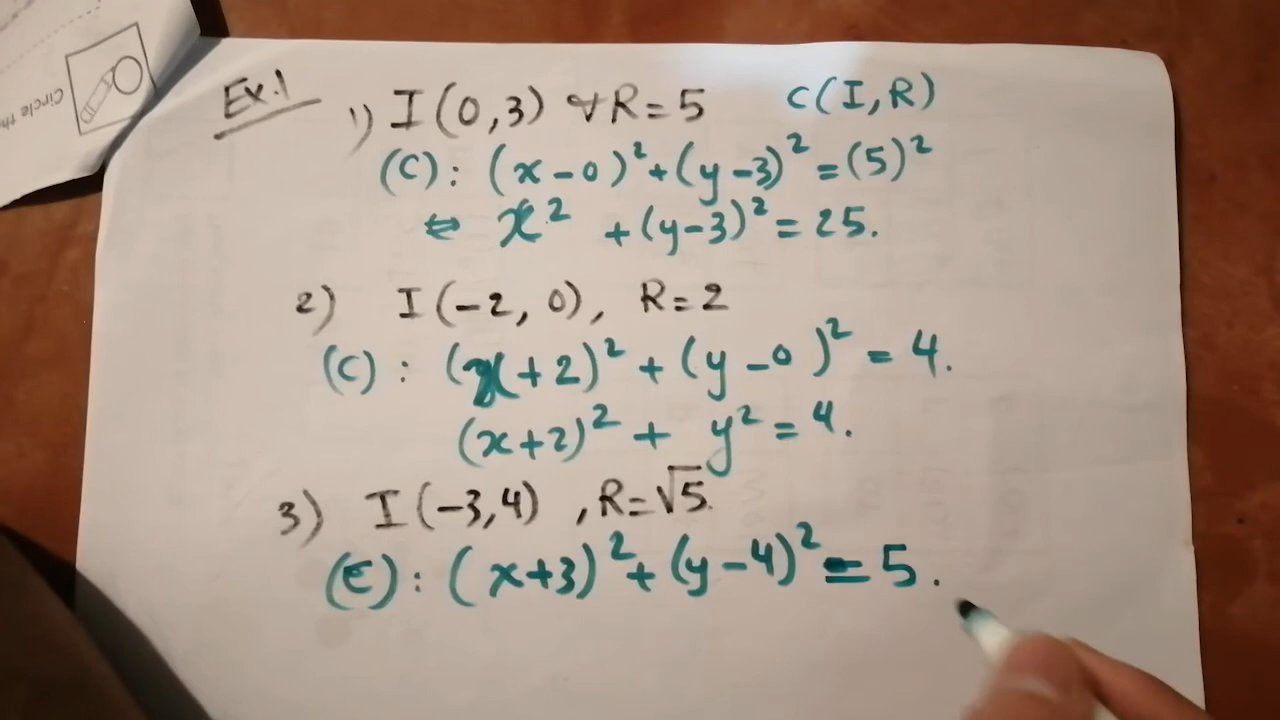 Circle th
Ex.1
1) I(0,3) & R=5 C(I,R)
(C): (x-0)²+(y-3)²=(5)²
⇔ x² +(y-3)²=25.
2) I(-2, 0), R=2
(C): (x+2)²+(y-0)²=4.
(x+2)²+ y²=4.
3) I(-3,4) ,R=√5.
(C): (x+3)²+(y-4)²=5.